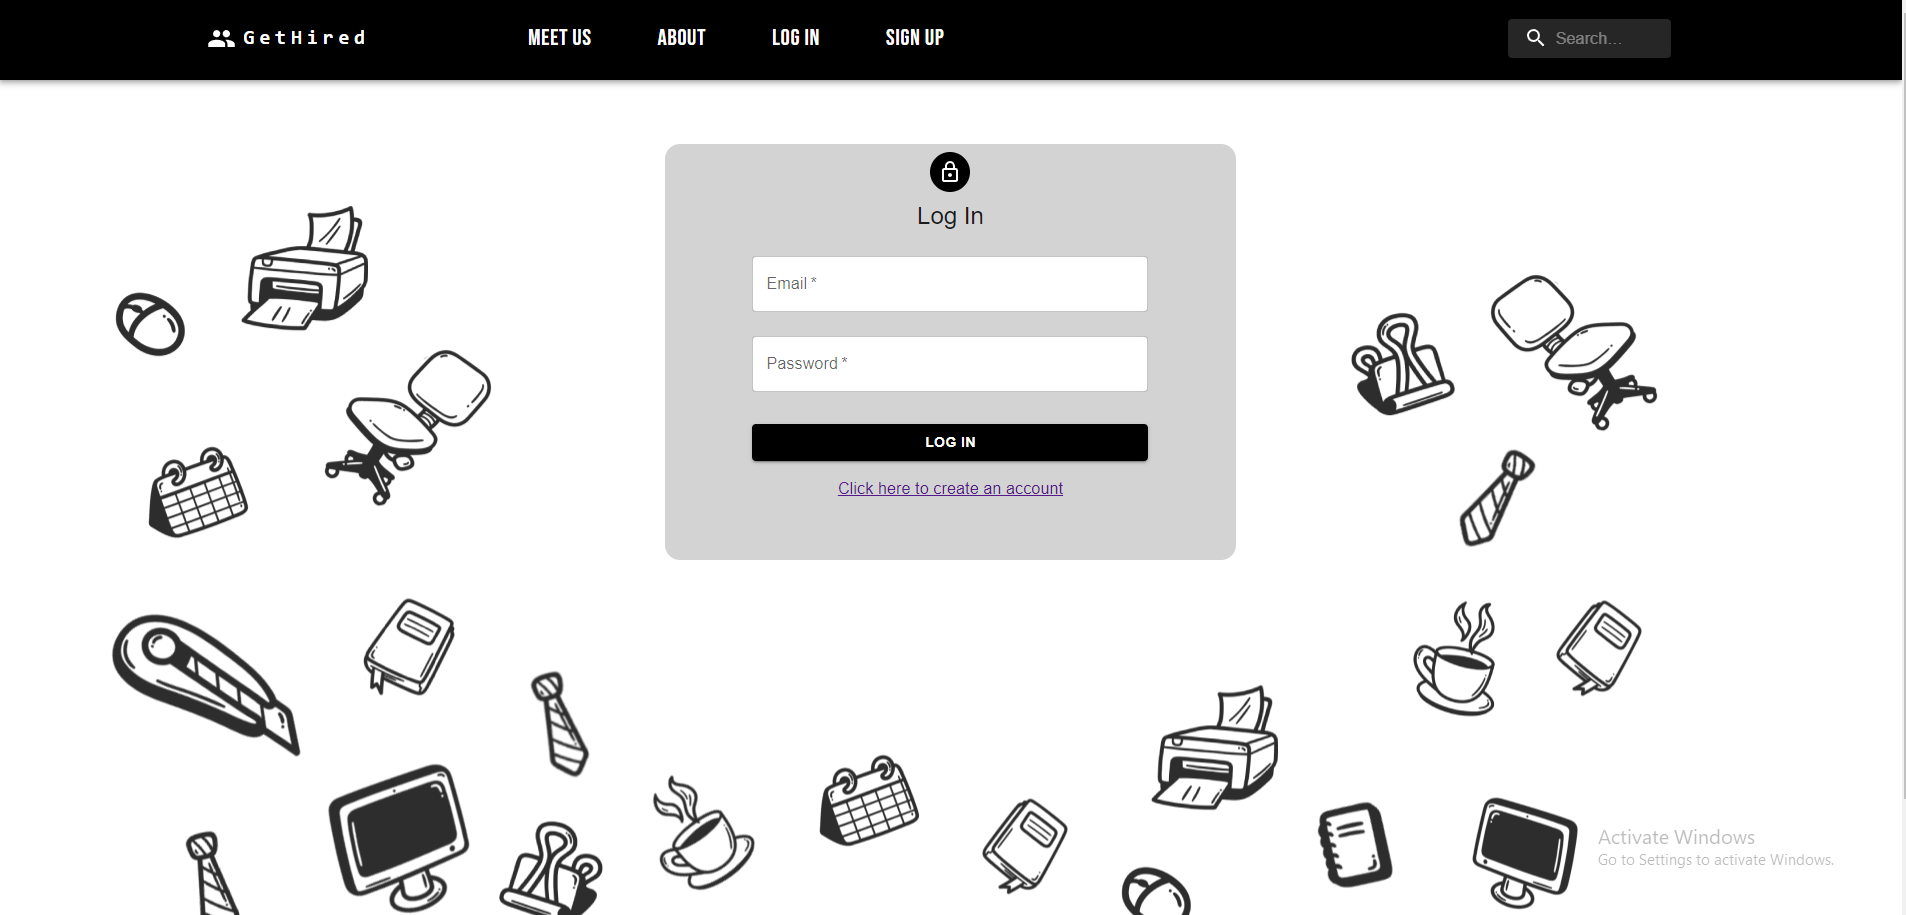 GetHired
MEET US
ABOUT
LOG IN
SIGN UP
Search...
Log In
Email *
Password *
LOG IN
Click here to create an account
Activate Windows
Go to Settings to activate Windows.